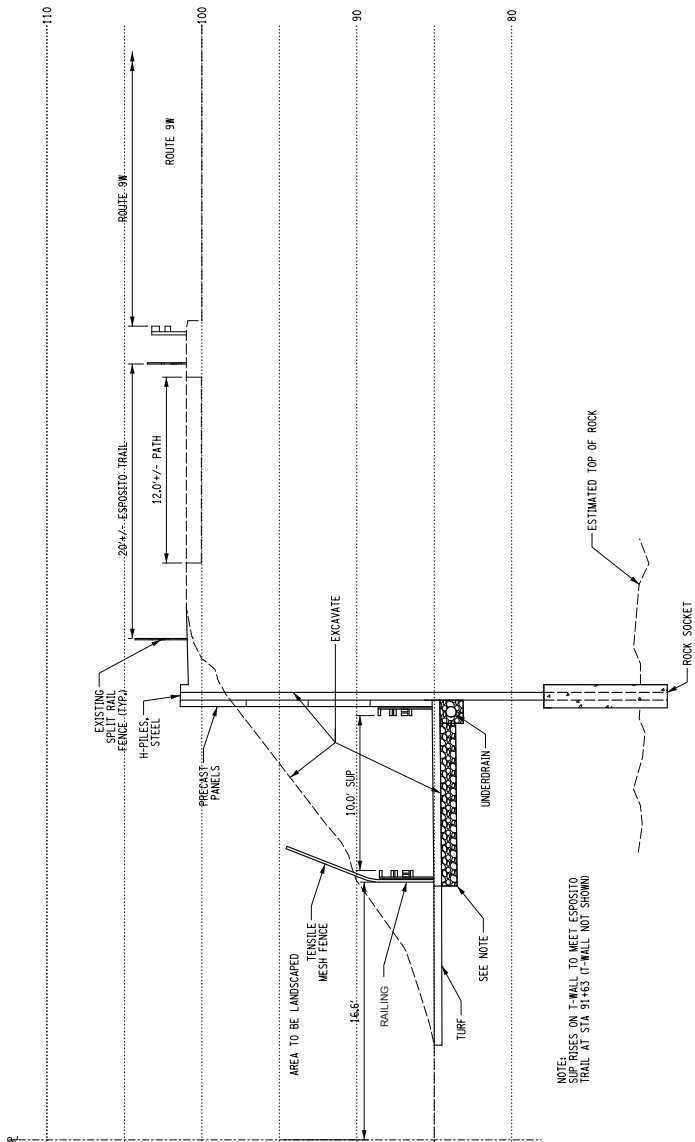 110
100
90
80
ROUTE 9W
ROUTE 9W
20'+/- ESPOSITO TRAIL
12.0'+/- PATH
EXISTING
SPLIT RAIL
FENCE (TYP.)
H-PILES,
STEEL
PRECAST
PANELS
EXCAVATE
ESTIMATED TOP OF ROCK
ROCK SOCKET
10.0' SUP
UNDERDRAIN
TENSILE
MESH FENCE
AREA TO BE LANDSCAPED
16.6'
RAILING
SEE NOTE
TURF
NOTE:
SUP RISES ON T-WALL TO MEET ESPOSITO
TRAIL AT STA 91+63 (T-WALL NOT SHOWN)
PL